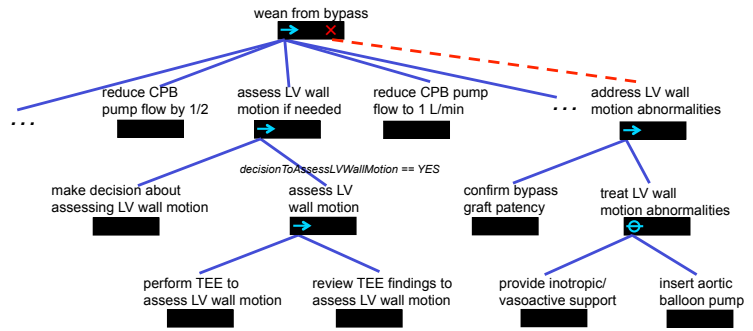 wean from bypass
reduce CPB
pump flow by 1/2
assess LV wall
motion if needed
reduce CPB pump
flow to 1 L/min
address LV wall
motion abnormalities
...
...
decisionToAssessLVWallMotion == YES
make decision about
assessing LV wall motion
assess LV
wall motion
confirm bypass
graft patency
treat LV wall
motion abnormalities
perform TEE to
assess LV wall motion
review TEE findings to
assess LV wall motion
provide inotropic/
vasoactive support
insert aortic
balloon pump